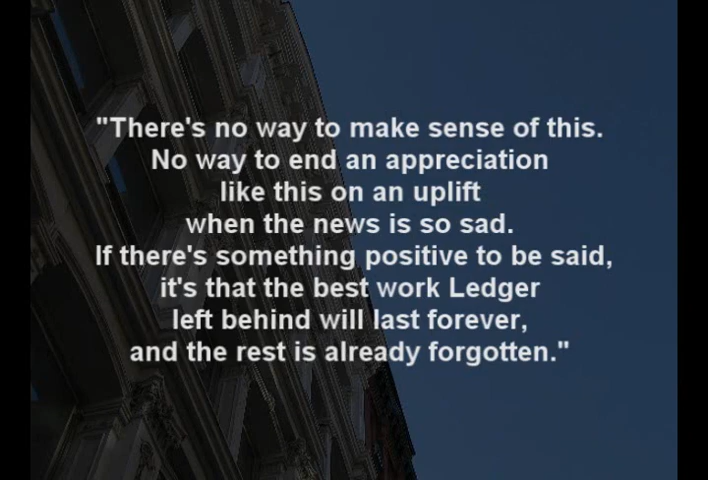 "There's no way to make sense of this.
No way to end an appreciation
like this on an uplift
when the news is so sad.
If there's something positive to be said,
it's that the best work Ledger
left behind will last forever,
and the rest is already forgotten."